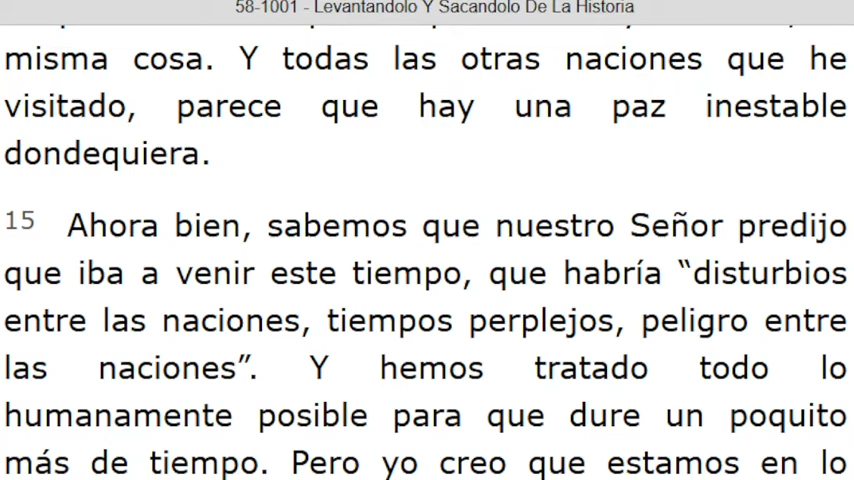 58-1001 - Levantandolo Y Sacandolo De La Historia
misma cosa. Y todas las otras naciones que he
visitado, parece que hay una paz inestable
dondequiera.
15 Ahora bien, sabemos que nuestro Señor predijo
que iba a venir este tiempo, que habría “disturbios
entre las naciones, tiempos perplejos, peligro entre
las naciones”. Y hemos tratado todo lo
humanamente posible para que dure un poquito
más de tiempo. Pero yo creo que estamos en lo